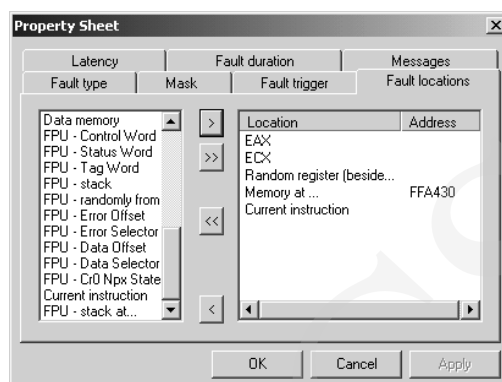 Property Sheet
Latency Fault duration Messages
Fault type Mask Fault trigger Fault locations
Data memory
FPU - Control Word
FPU - Status Word
FPU - Tag Word
FPU - stack
FPU - randomly from
FPU - Error Offset
FPU - Error Selector
FPU - Data Offset
FPU - Data Selector
FPU - Cr0 Npx State
Current instruction
FPU - stack at...
>
>>
<<
<
Location Address
EAX
ECX
Random register (beside...
Memory at ... FFA430
Current instruction
OK Cancel Apply